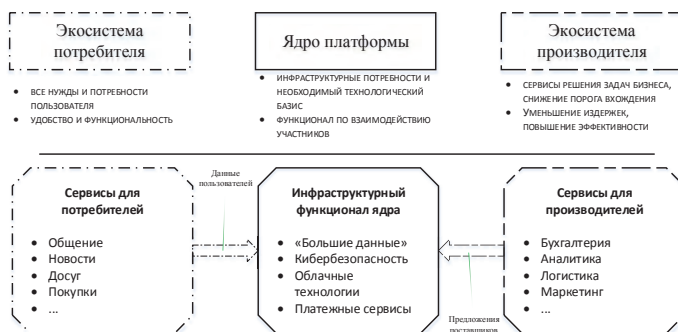 Экосистема
потребителя
Ядро платформы
Экосистема
производителя
• ВСЕ НУЖДЫ И ПОТРЕБНОСТИ
ПОЛЬЗОВАТЕЛЯ
• УДОБСТВО И ФУНКЦИОНАЛЬНОСТЬ
• ИНФРАСТРУКТУРНЫЕ ПОТРЕБНОСТИ И
НЕОБХОДИМЫЙ ТЕХНОЛОГИЧЕСКИЙ
БАЗИС
• ФУНКЦИОНАЛ ПО ВЗАИМОДЕЙСТВИЮ
УЧАСТНИКОВ
• СЕРВИСЫ РЕШЕНИЯ ЗАДАЧ БИЗНЕСА,
СНИЖЕНИЕ ПОРОГА ВХОЖДЕНИЯ
• УМЕНЬШЕНИЕ ИЗДЕРЖЕК,
ПОВЫШЕНИЕ ЭФФЕКТИВНОСТИ
Сервисы для
потребителей
• Общение
• Новости
• Досуг
• Покупки
• ...
Данные
пользователей
Инфраструктурный
функционал ядра
• «Большие данные»
• Кибербезопасность
• Облачные
технологии
• Платежные сервисы
Предложения
поставщиков
Сервисы для
производителей
• Бухгалтерия
• Аналитика
• Логистика
• Маркетинг
• ...